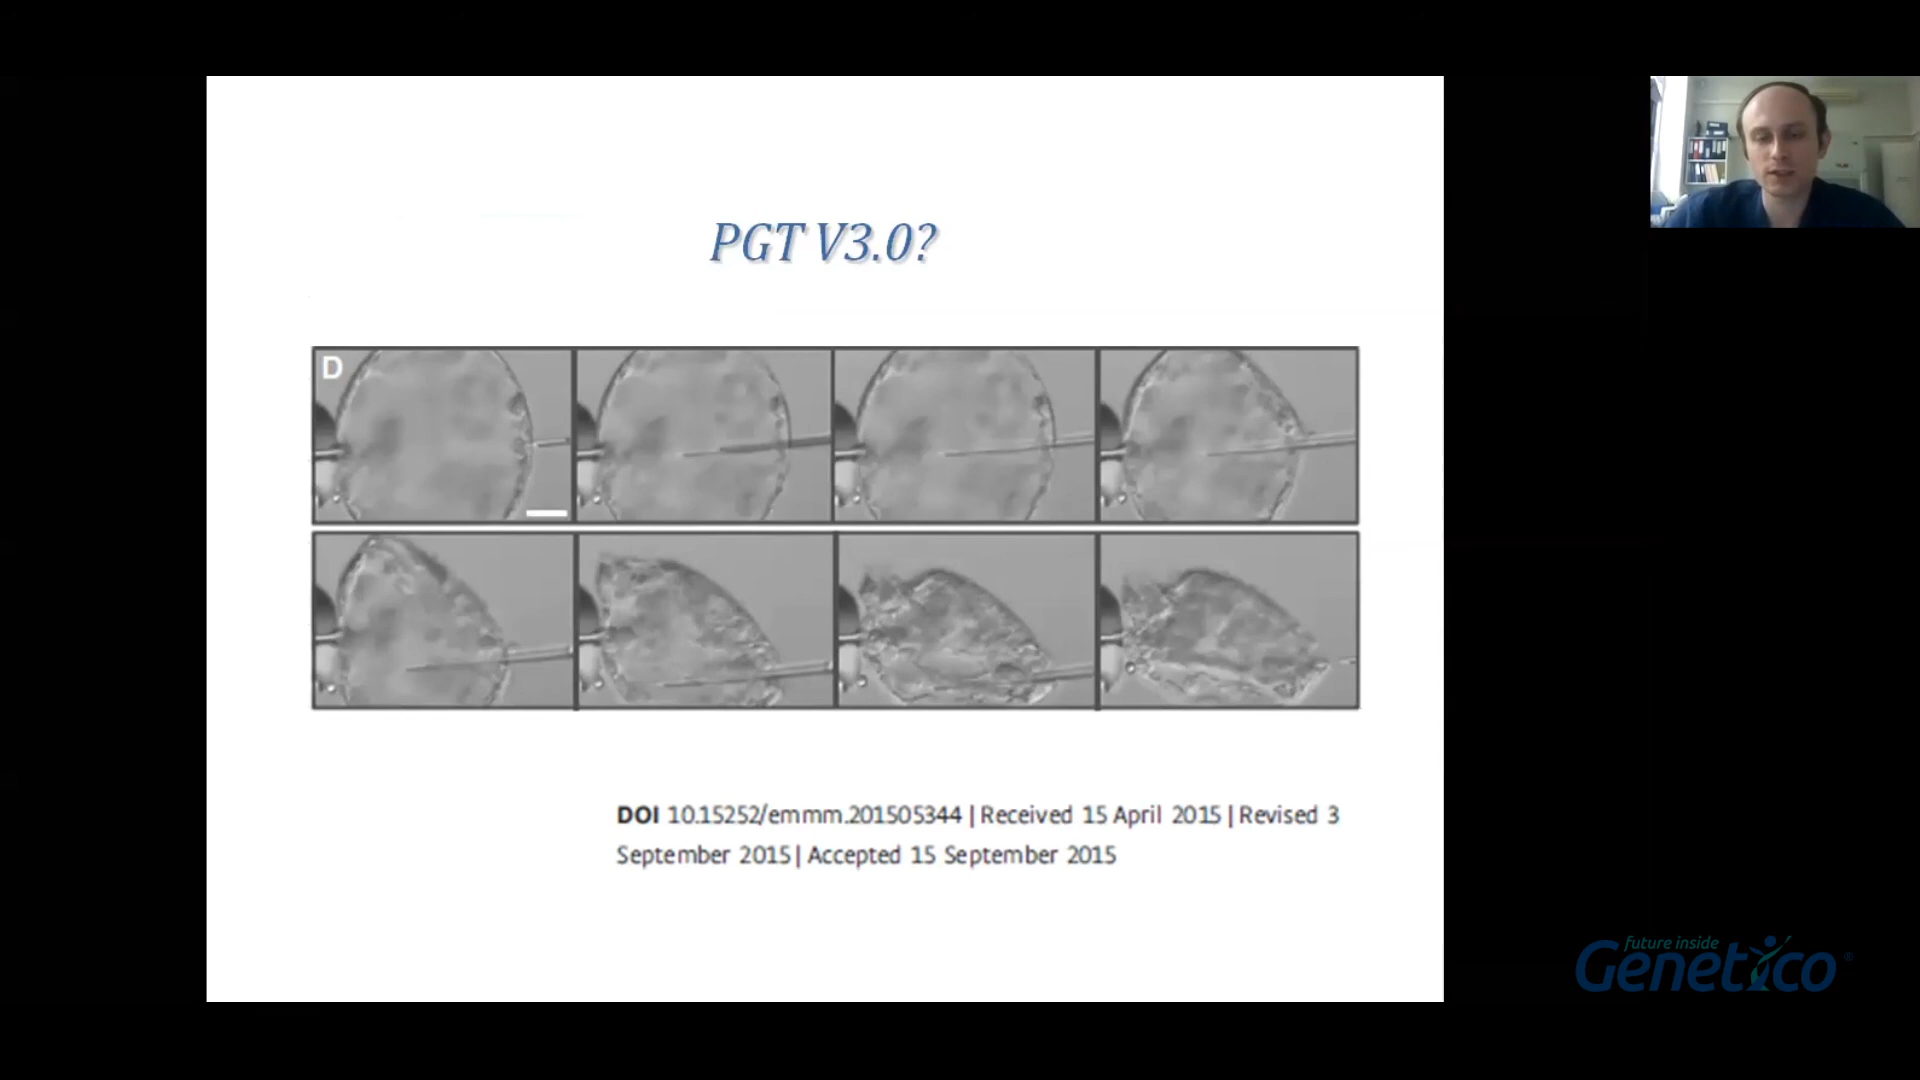 PGT V3.0?
D
DOI 10.15252/emmm.201505344 | Received 15 April 2015 | Revised 3
September 2015 | Accepted 15 September 2015
future inside
Genetico®